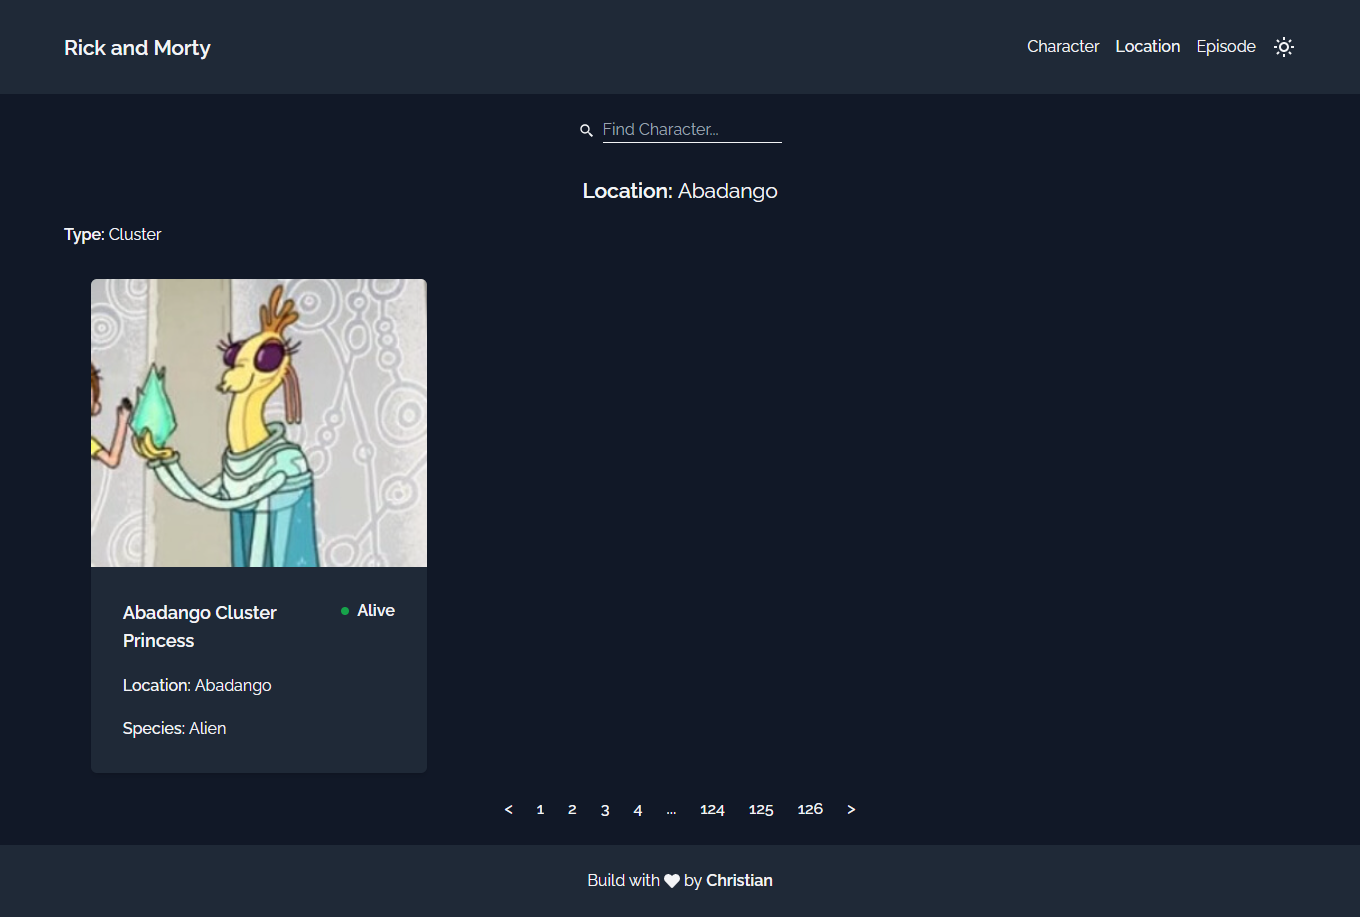 Rick and Morty
Character Location Episode
Find Character...
Location: Abadango
Type: Cluster
Abadango Cluster
Princess
Alive
Location: Abadango
Species: Alien
< 1 2 3 4 ... 124 125 126 >
Build with by Christian